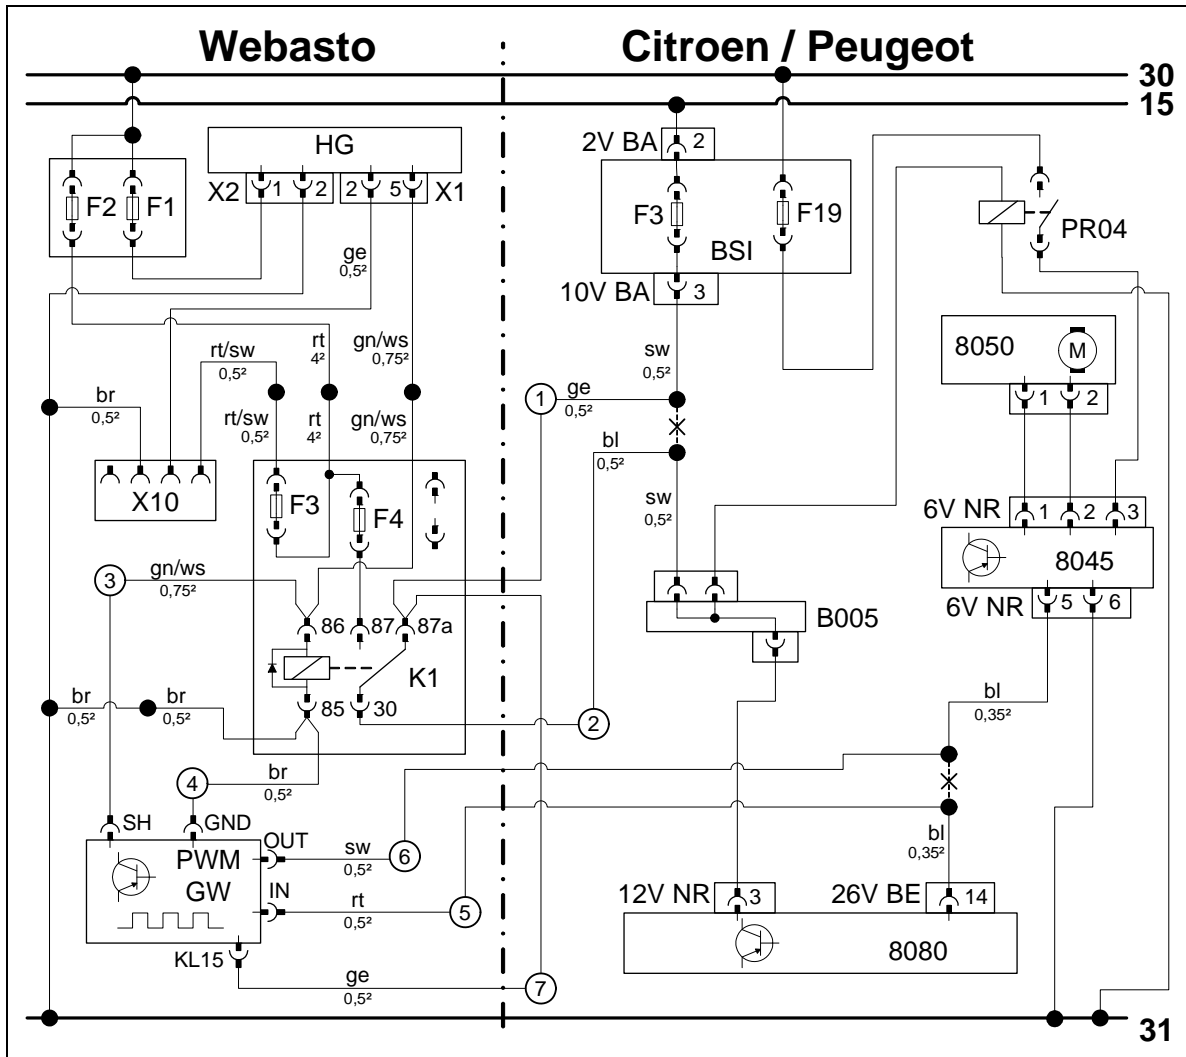 Webasto
Citroen / Peugeot
30
15
HG
2V BA 2
X2 1 2 2 5 X1
F2 F1
F3 F19
BSI
PR04
ge
0,5²
10V BA 3
rt
4²
gn/ws
0,75²
rt/sw
0,5²
sw
0,5²
8050 M
1 2
br
0,5²
rt/sw
0,5²
rt
4²
gn/ws
0,75²
1
ge
0,5²
bl
0,5²
X10
F3 F4
sw
0,5²
6V NR 1 2 3
8045
6V NR 5 6
3
gn/ws
0,75²
86 87 87a
K1
85 30
B005
2
br
0,5²
br
0,5²
bl
0,35²
4
br
0,5²
SH GND
OUT
PWM
GW
IN
sw
0,5²
6
rt
0,5²
5
bl
0,35²
12V NR 3
26V BE 14
8080
KL15
ge
0,5²
7
31